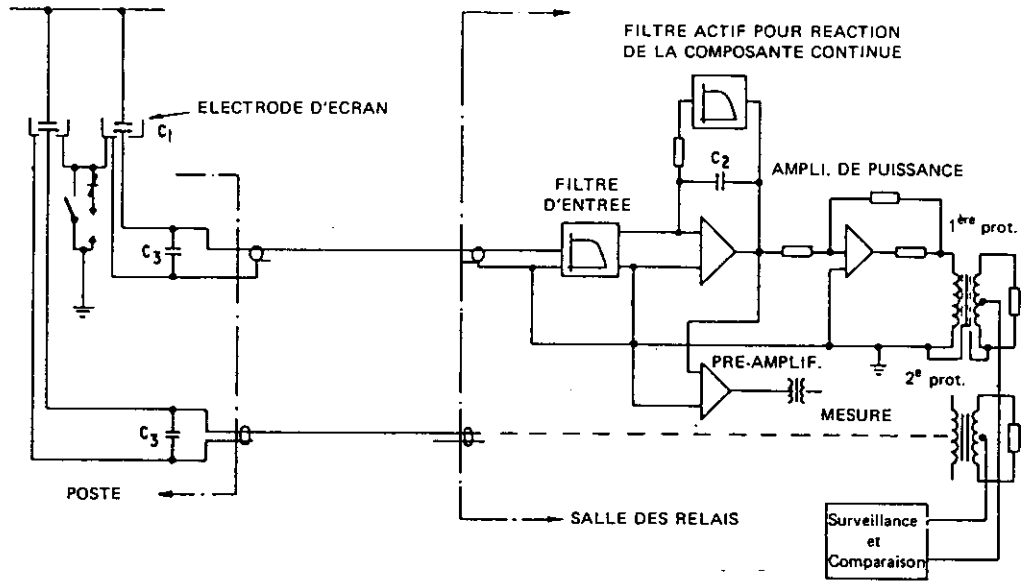 FILTRE ACTIF POUR REACTION
DE LA COMPOSANTE CONTINUE
ELECTRODE D'ECRAN
C1
C2
AMPLI. DE PUISSANCE
FILTRE
D'ENTREE
1ère prot.
C3
PRE-AMPLIF.
2e prot.
MESURE
C3
POSTE
SALLE DES RELAIS
Surveillance
et
Comparaison